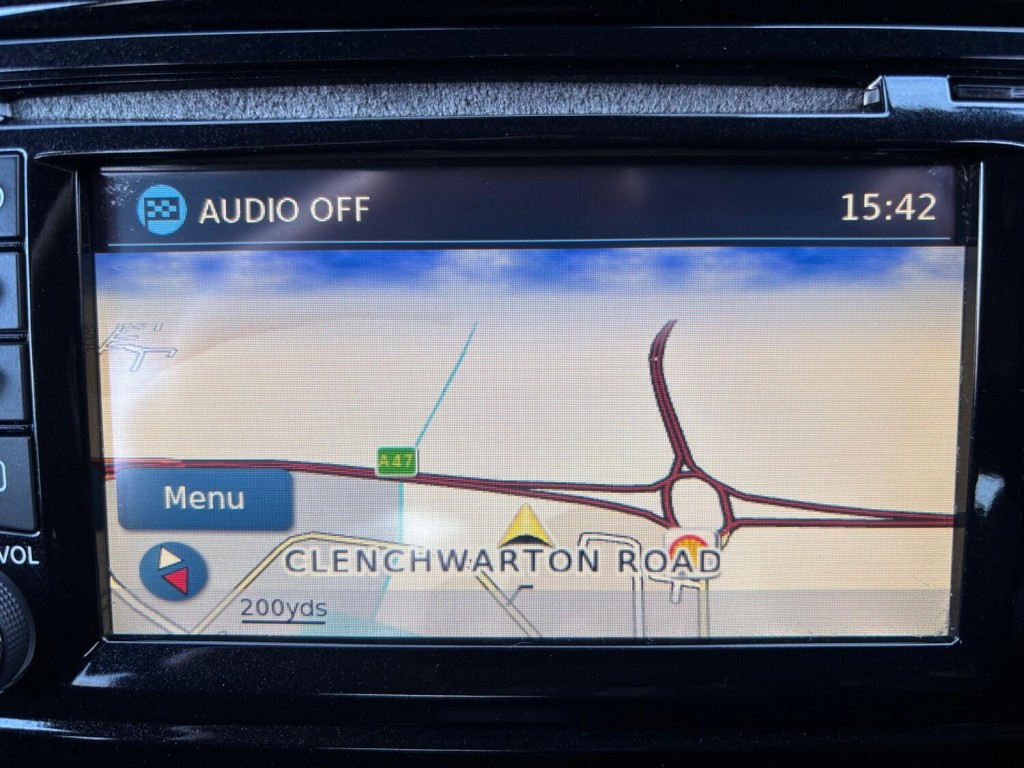 AUDIO OFF 15:42
A47
Menu
VOL
CLENCHWARTON ROAD
200yds